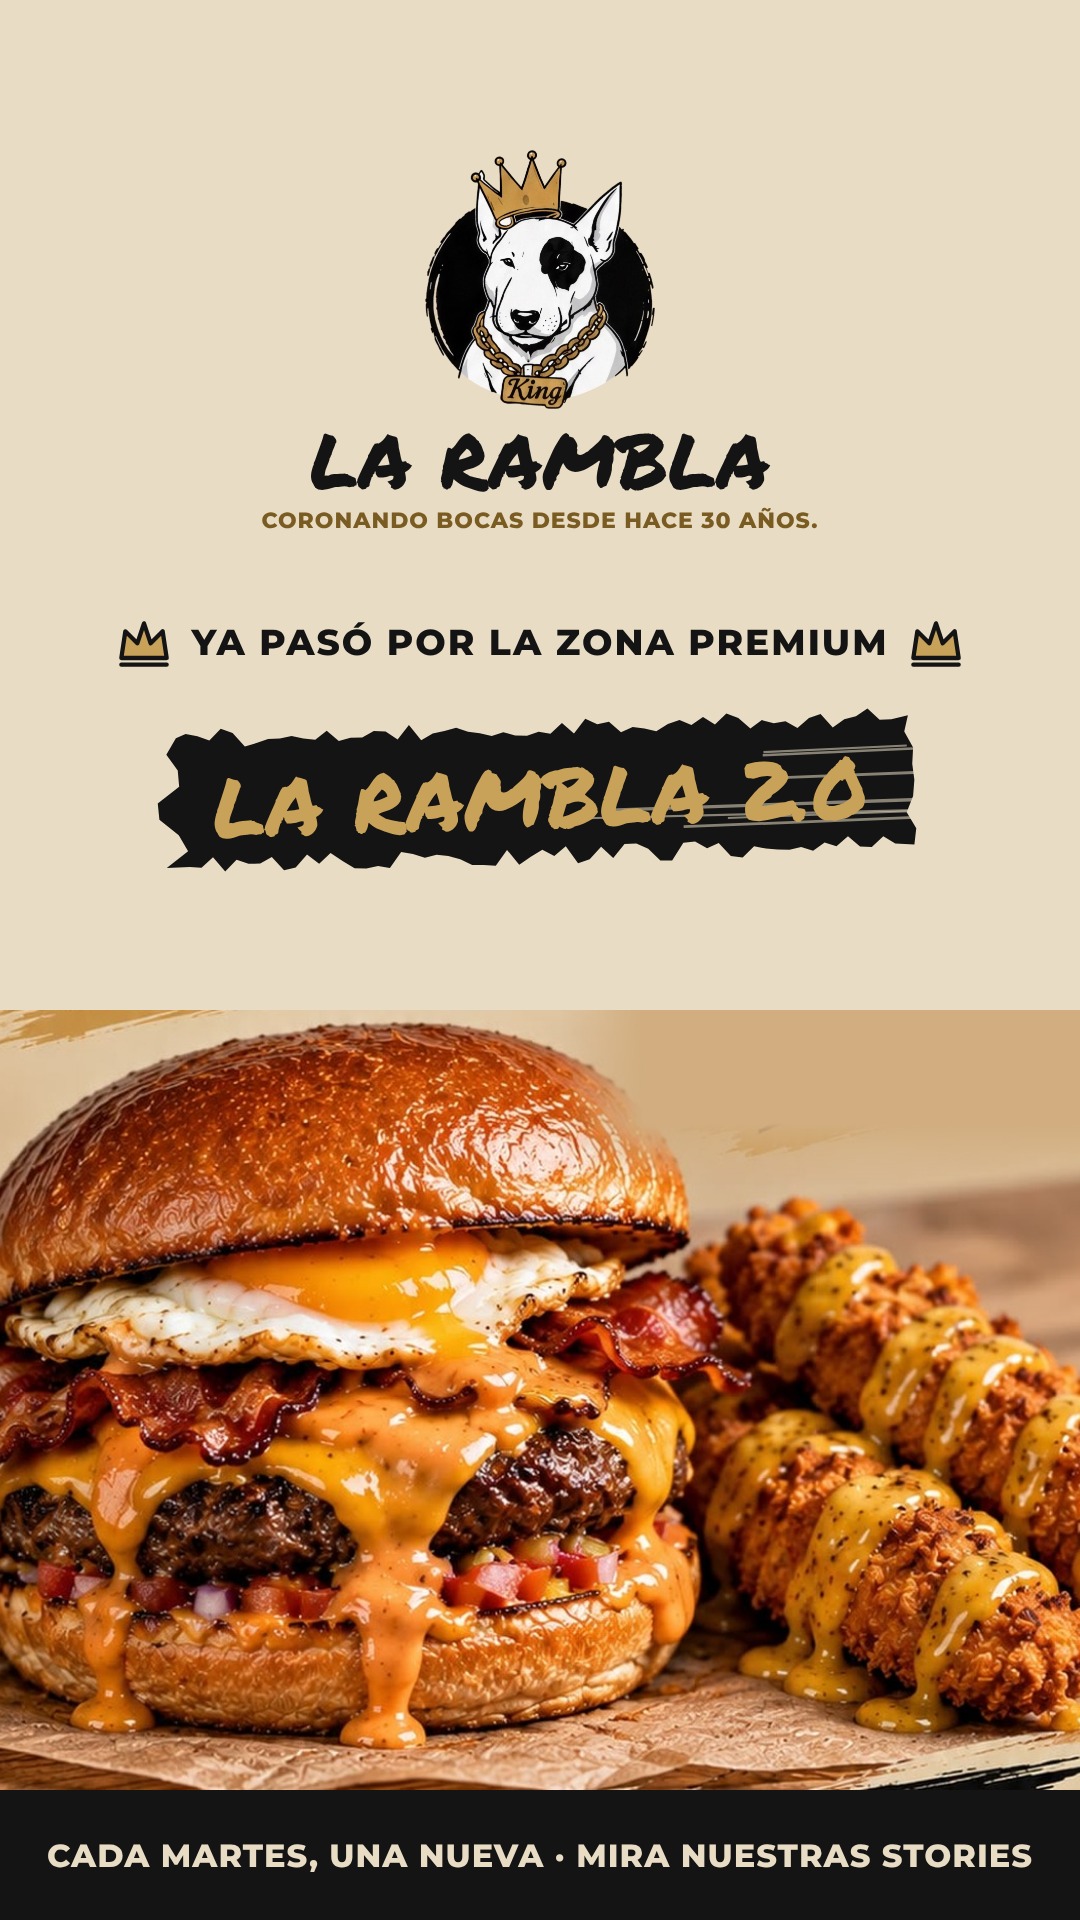 King
LA RAMBLA
CORONANDO BOCAS DESDE HACE 30 AÑOS.
YA PASÓ POR LA ZONA PREMIUM
LA RAMBLA 2.0
CADA MARTES, UNA NUEVA · MIRA NUESTRAS STORIES